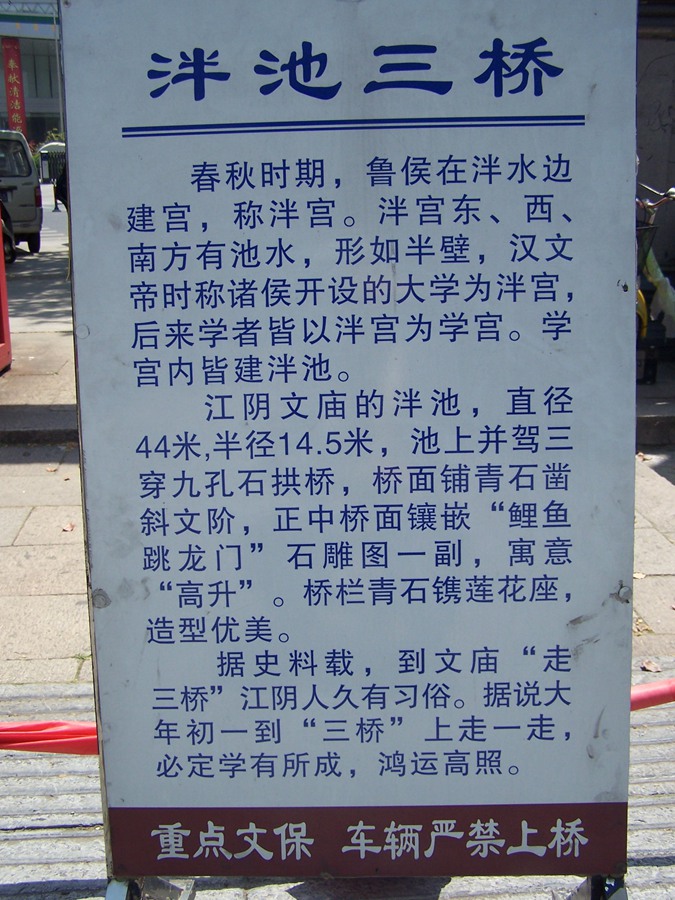 奉献清洁能
泮池三桥
春秋时期，鲁侯在泮水边
建宫，称泮宫。泮宫东、西、
南方有池水，形如半壁，汉文
帝时称诸侯开设的大学为泮宫，
后来学者皆以泮宫为学宫。学
宫内皆建泮池。
江阴文庙的泮池，直径
44米,半径14.5米，池上并驾三
穿九孔石拱桥，桥面铺青石凿
斜文阶，正中桥面镶嵌“鲤鱼
跳龙门”石雕图一副，寓意
“高升”。桥栏青石镌莲花座，
造型优美。
据史料载，到文庙“走
三桥”江阴人久有习俗。据说大
年初一到“三桥”上走一走，
必定学有所成，鸿运高照。
重点文保 车辆严禁上桥